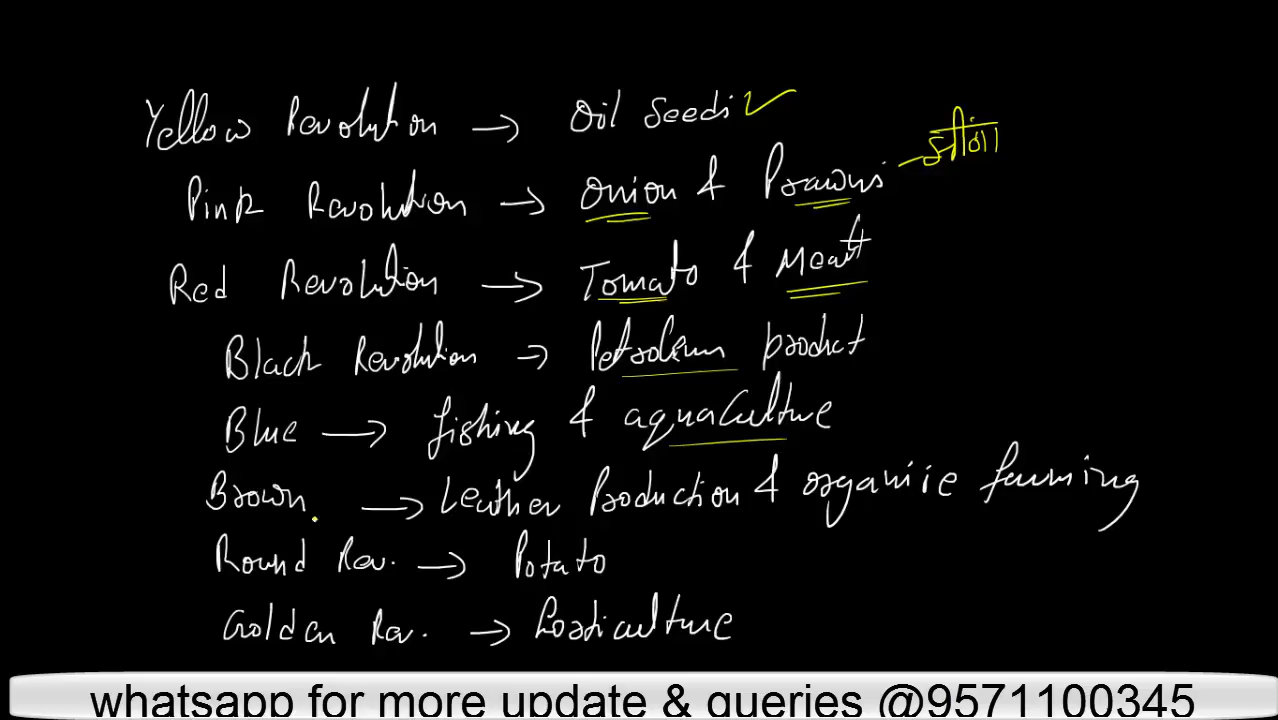 Yellow Revolution → Oil Seeds ✓
Pink Revolution → Onion & Prawns - झींगा
Red Revolution → Tomato & Meat
Black Revolution → Petroleum product
Blue → fishing & aquaculture
Brown → Leather Production & organic farming
Round Rev. → Potato
Golden Rev. → Horticulture
whatsapp for more update & queries @9571100345